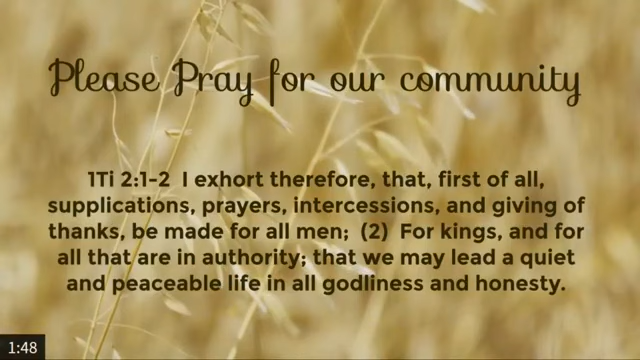 Please Pray for our community
1Ti 2:1-2  I exhort therefore, that, first of all,
supplications, prayers, intercessions, and giving of
thanks, be made for all men;  (2)  For kings, and for
all that are in authority; that we may lead a quiet
and peaceable life in all godliness and honesty.
1:48